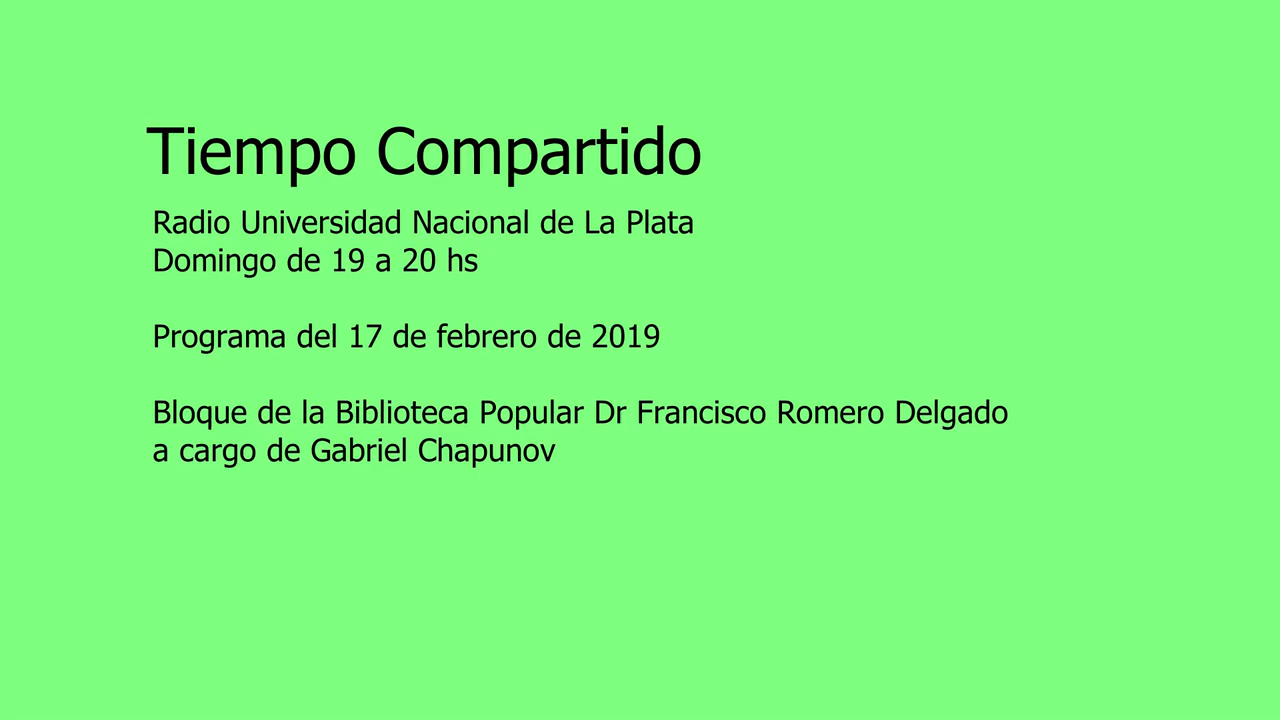 Tiempo Compartido
Radio Universidad Nacional de La Plata
Domingo de 19 a 20 hs
Programa del 17 de febrero de 2019
Bloque de la Biblioteca Popular Dr Francisco Romero Delgado
a cargo de Gabriel Chapunov